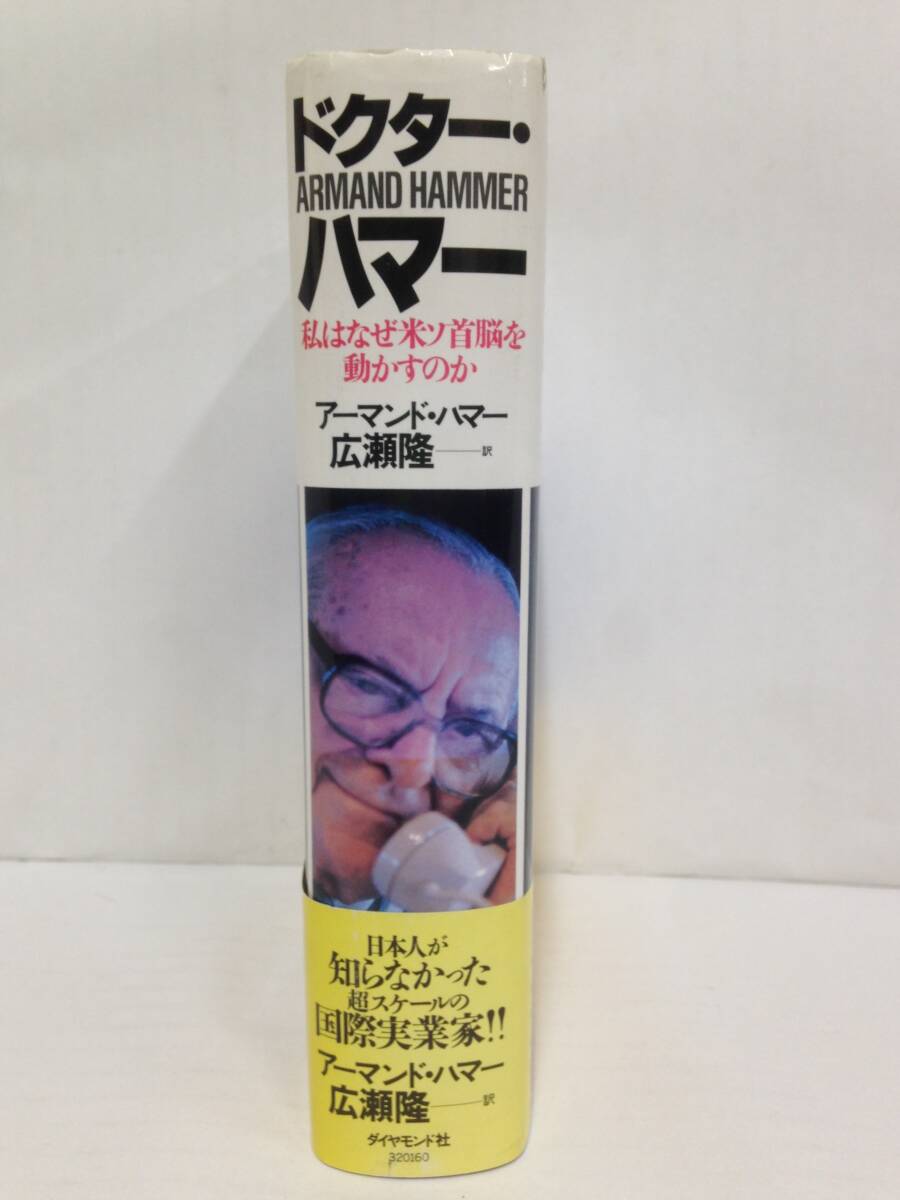 ドクター・
ARMAND HAMMER
ハマー
私はなぜ米ソ首脳を
動かすのか
アーマンド・ハマー
広瀬隆——訳
日本人が
知らなかった
超スケールの
国際実業家!!
アーマンド・ハマー
広瀬隆——訳
ダイヤモンド社
320160